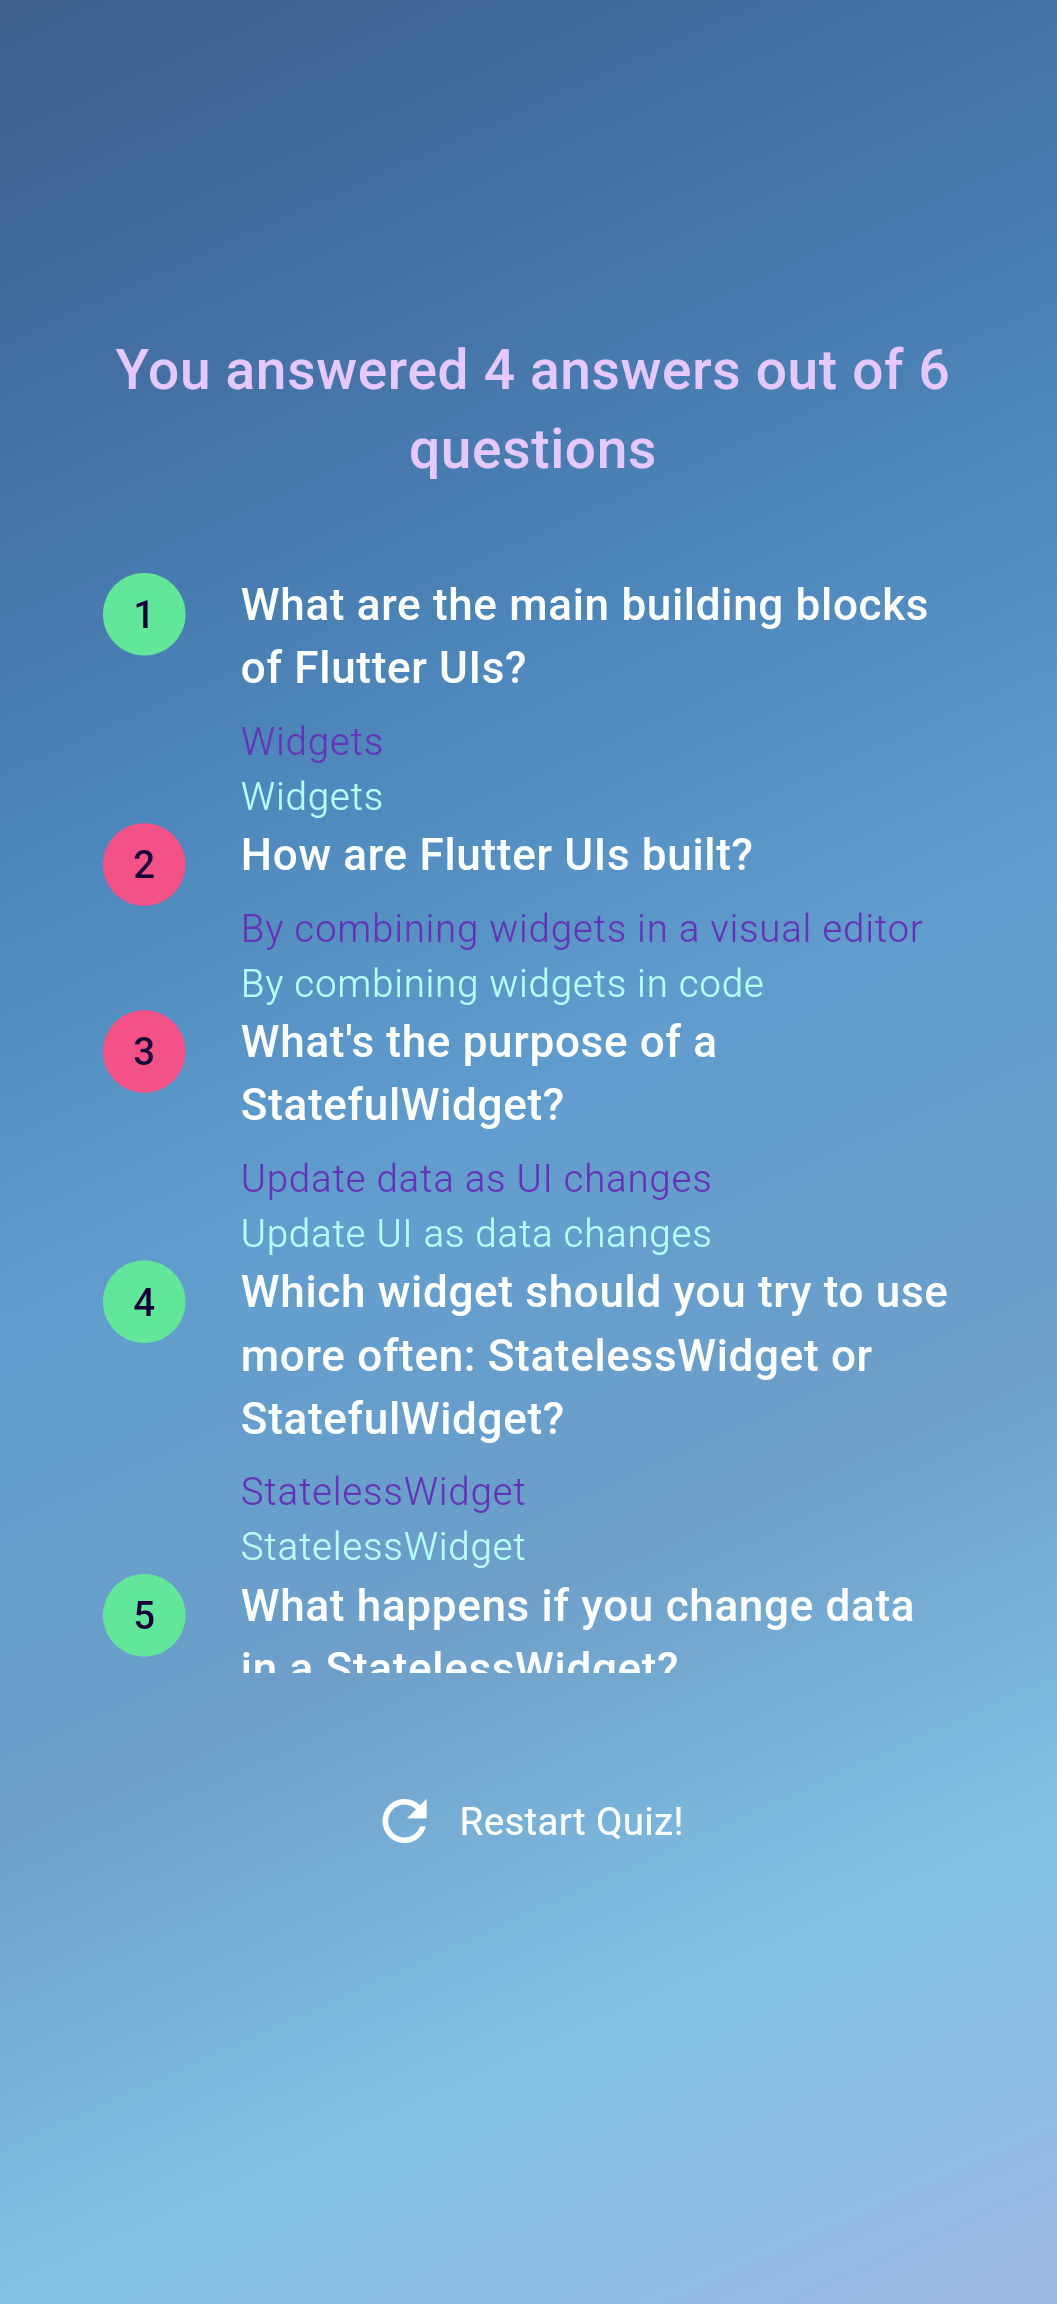 You answered 4 answers out of 6
questions
1
What are the main building blocks
of Flutter UIs?
Widgets
Widgets
2
How are Flutter UIs built?
By combining widgets in a visual editor
By combining widgets in code
3
What's the purpose of a
StatefulWidget?
Update data as UI changes
Update UI as data changes
4
Which widget should you try to use
more often: StatelessWidget or
StatefulWidget?
StatelessWidget
StatelessWidget
5
What happens if you change data
in a StatelessWidget?
Restart Quiz!